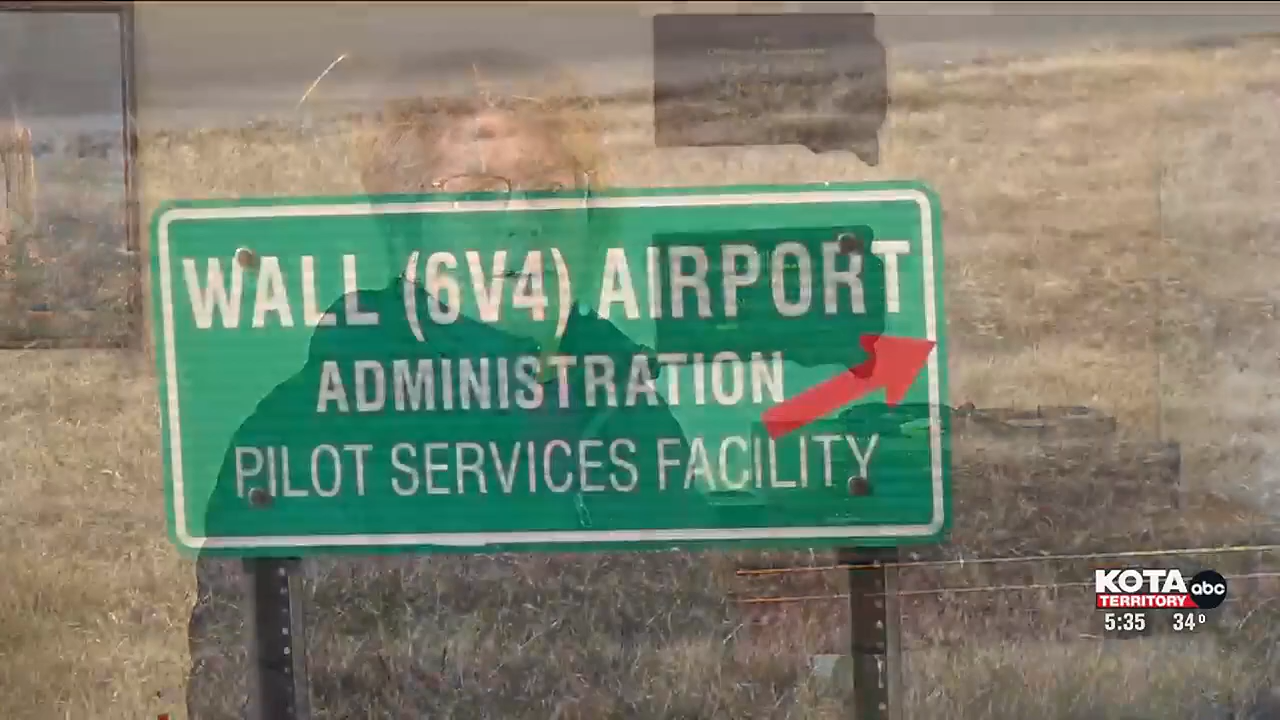 WALL (6V4) AIRPORT
ADMINISTRATION
PILOT SERVICES FACILITY
KOTA
TERRITORY
abc
5:35 34°